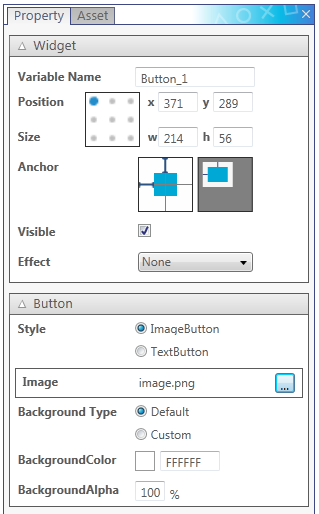 Property Asset
Widget
Variable Name Button_1
Position x 371 y 289
Size w 214 h 56
Anchor
Visible
Effect None
Button
Style ImageButton
TextButton
Image image.png ...
Background Type Default
Custom
BackgroundColor FFFFFF
BackgroundAlpha 100 %